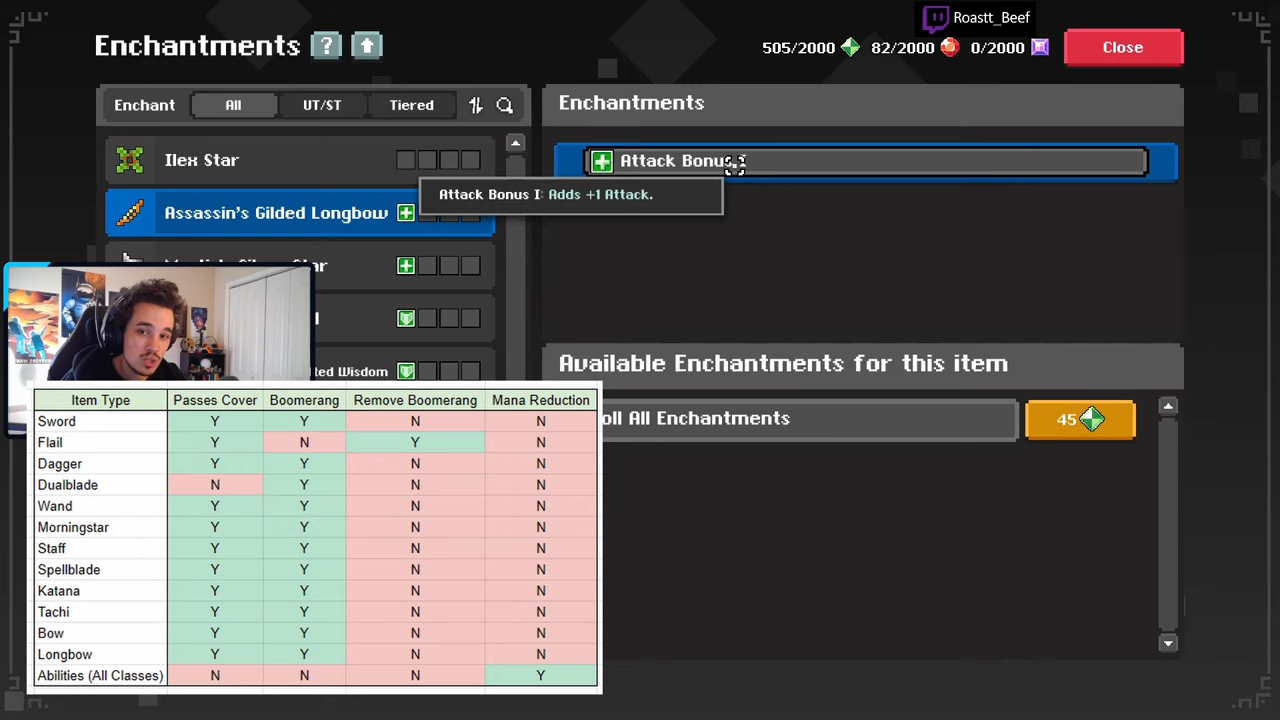 Roastt_Beef
Enchantments ?
505/2000 82/2000 0/2000 Close
Enchant All UT/ST Tiered
Enchantments
Ilex Star
Attack Bonus I
Attack Bonus I: Adds +1 Attack.
Assassin's Gilded Longbow
Star
ted Wisdom
Available Enchantments for this item
oll All Enchantments 45
Item Type Passes Cover Boomerang Remove Boomerang Mana Reduction
Sword Y Y N N
Flail Y N Y N
Dagger Y Y N N
Dualblade N Y N N
Wand Y Y N N
Morningstar Y Y N N
Staff Y Y N N
Spellblade Y Y N N
Katana Y Y N N
Tachi Y Y N N
Bow Y Y N N
Longbow Y Y N N
Abilities (All Classes) N N N Y